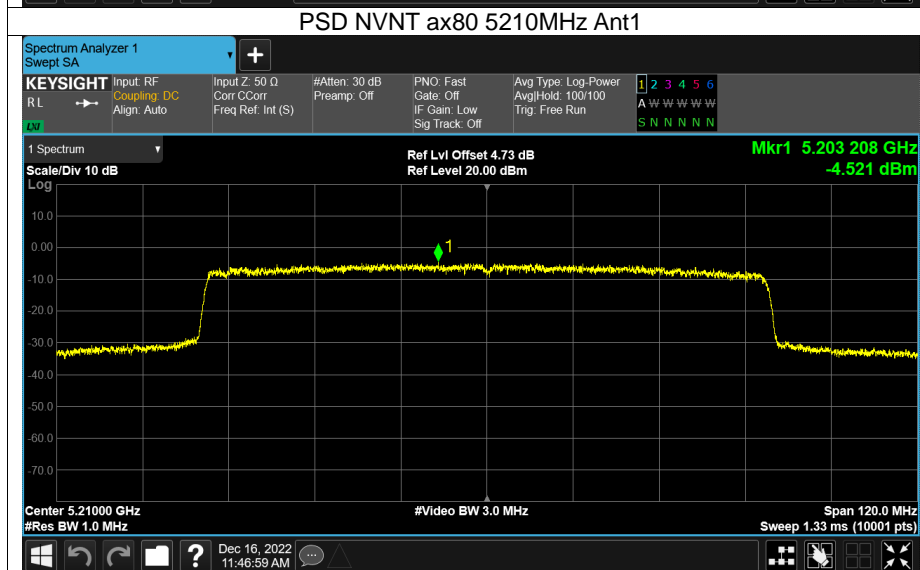 PSD NVNT ax80 5210MHz Ant1
Spectrum Analyzer 1
Swept SA
+
KEYSIGHT Input: RF Input Z: 50 Ω #Atten: 30 dB PNO: Fast Avg Type: Log-Power 1 2 3 4 5 6
R L Coupling: DC Corr CCorr Preamp: Off Gate: Off Avg|Hold: 100/100 A W W W W W
Align: Auto Freq Ref: Int (S) IF Gain: Low Trig: Free Run
LXI Sig Track: Off S N N N N N
1 Spectrum Ref Lvl Offset 4.73 dB Mkr1 5.203 208 GHz
Scale/Div 10 dB Ref Level 20.00 dBm -4.521 dBm
Log
10.0
0.00
1
-10.0
-20.0
-30.0
-40.0
-50.0
-60.0
-70.0
Center 5.21000 GHz #Video BW 3.0 MHz Span 120.0 MHz
#Res BW 1.0 MHz Sweep 1.33 ms (10001 pts)
? Dec 16, 2022
11:46:59 AM